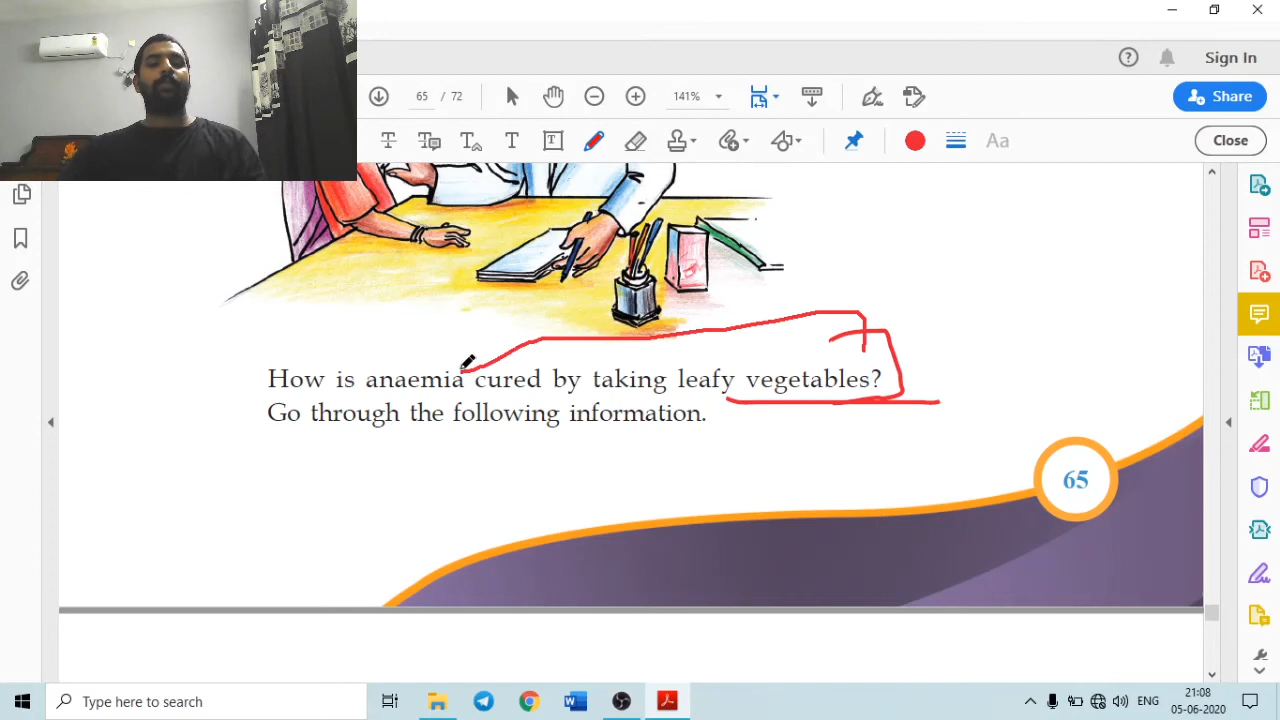 Sign In
65 / 72
141%
Share
T T T T T
Aa
Close
How is anaemia cured by taking leafy vegetables?
Go through the following information.
65
Type here to search
ENG
21:08
05-06-2020